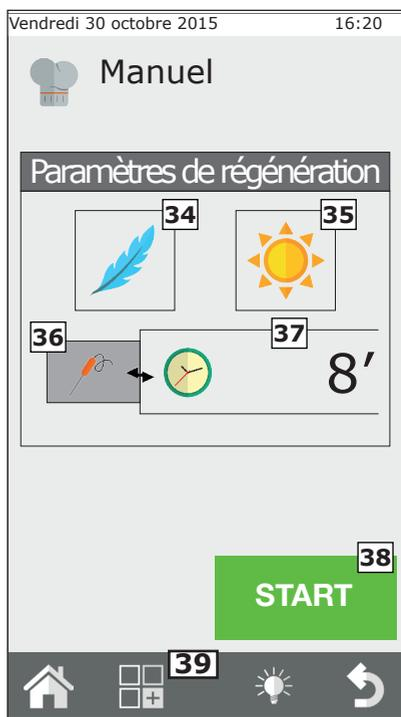 Vendredi 30 octobre 2015 16:20
Manuel
Paramètres de régénération
34 35
36 37
8’
38
START
39